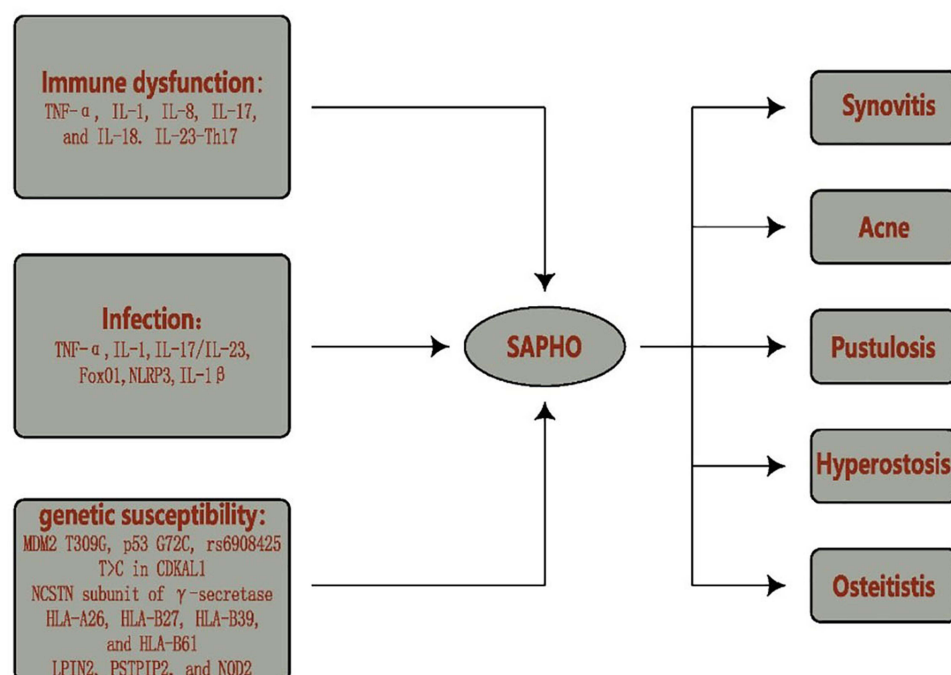 Immune dysfunction:
TNF-α, IL-1, IL-8, IL-17,
and IL-18. IL-23-Th17
Infection:
TNF-α, IL-1, IL-17/IL-23,
FoxO1, NLRP3, IL-1β
genetic susceptibility:
MDM2 T309G, p53 G72C, rs6908425
T>C in CDKAL1
NCSTN subunit of γ-secretase
HLA-A26, HLA-B27, HLA-B39,
and HLA-B61
LPIN2, PSTPIP2, and NOD2
SAPHO
Synovitis
Acne
Pustulosis
Hyperostosis
Osteitistis